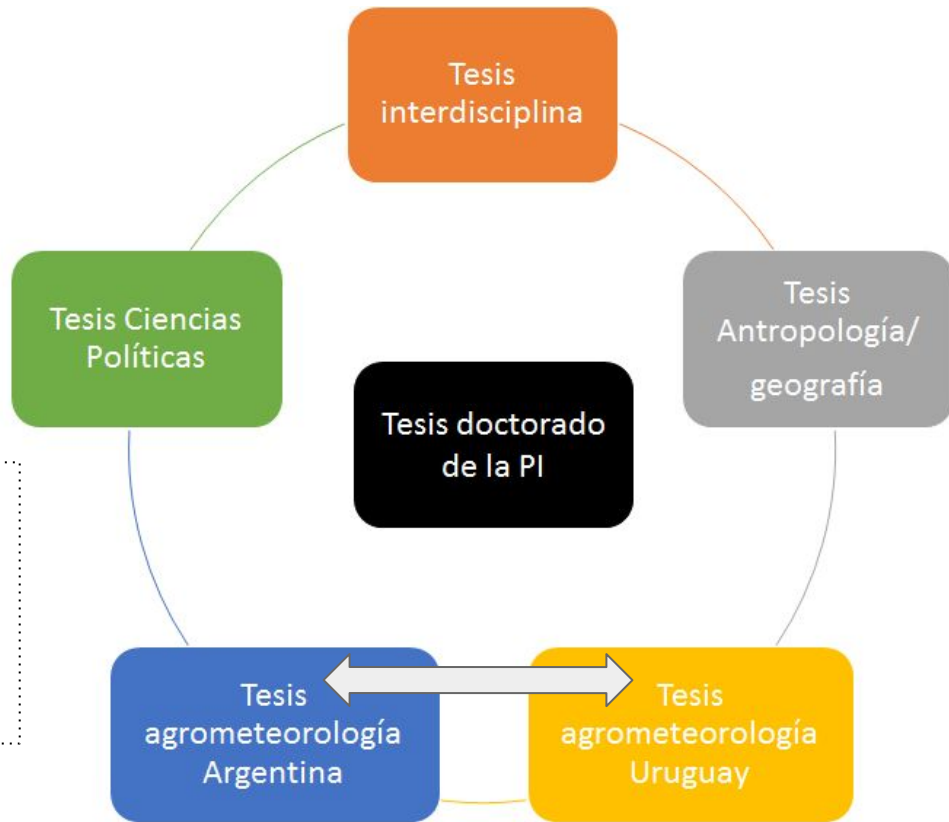 Tesis
interdisciplina
Tesis Ciencias
Políticas
Tesis
Antropología/
geografía
Tesis doctorado
de la PI
Tesis
agrometeorología
Argentina
Tesis
agrometeorología
Uruguay